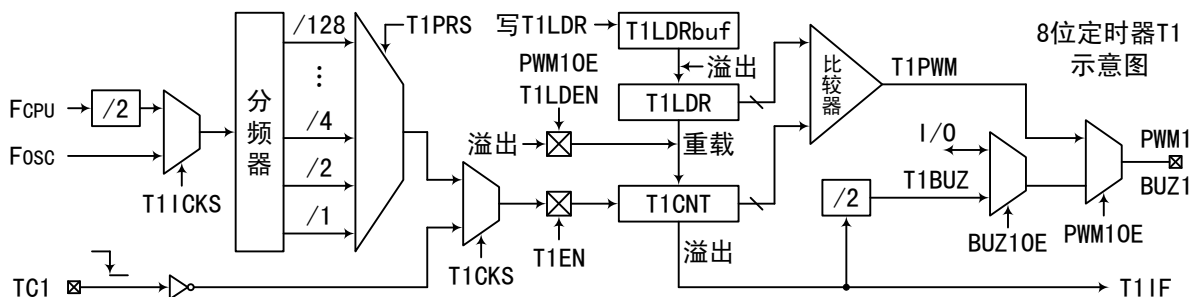 /128
T1PRS
写T1LDR
T1LDRbuf
8位定时器T1
示意图
PWM1OE
T1LDEN
溢出
比较器
T1PWM
⋮
FCPU
/2
分频器
/4
溢出
T1LDR
重载
I/O
PWM1
BUZ1
FOSC
/2
T1ICKS
/1
T1CNT
/2
T1BUZ
BUZ1OE
PWM1OE
T1CKS
T1EN
溢出
TC1
T1IF